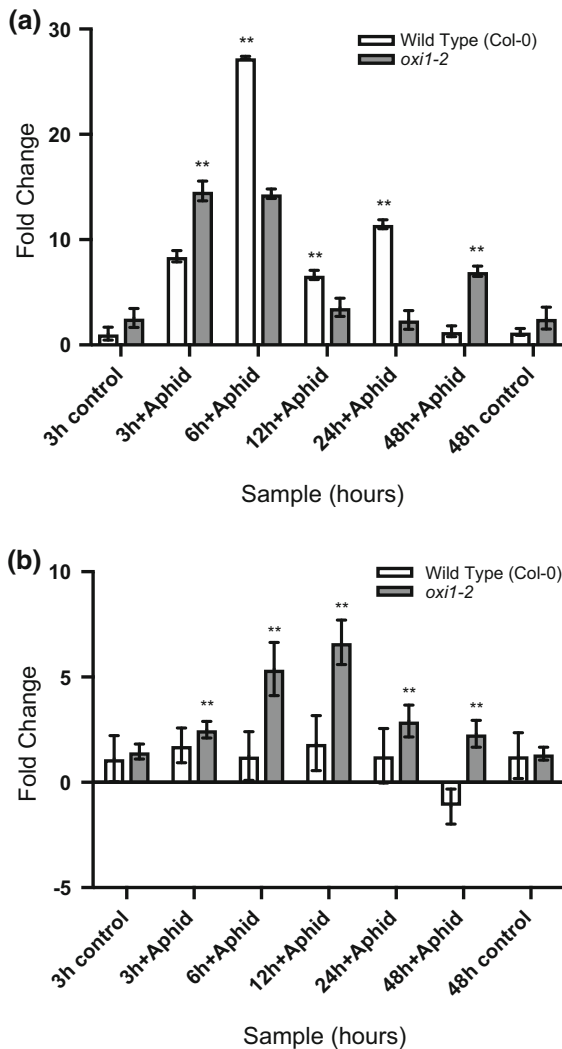 (a)
Wild Type (Col-0)
oxi1-2
Fold Change
30
20
10
0
**
**
**
**
**
3h control
3h+Aphid
6h+Aphid
12h+Aphid
24h+Aphid
48h+Aphid
48h control
Sample (hours)
(b)
Wild Type (Col-0)
oxi1-2
Fold Change
10
5
0
-5
**
**
**
**
**
3h control
3h+Aphid
6h+Aphid
12h+Aphid
24h+Aphid
48h+Aphid
48h control
Sample (hours)